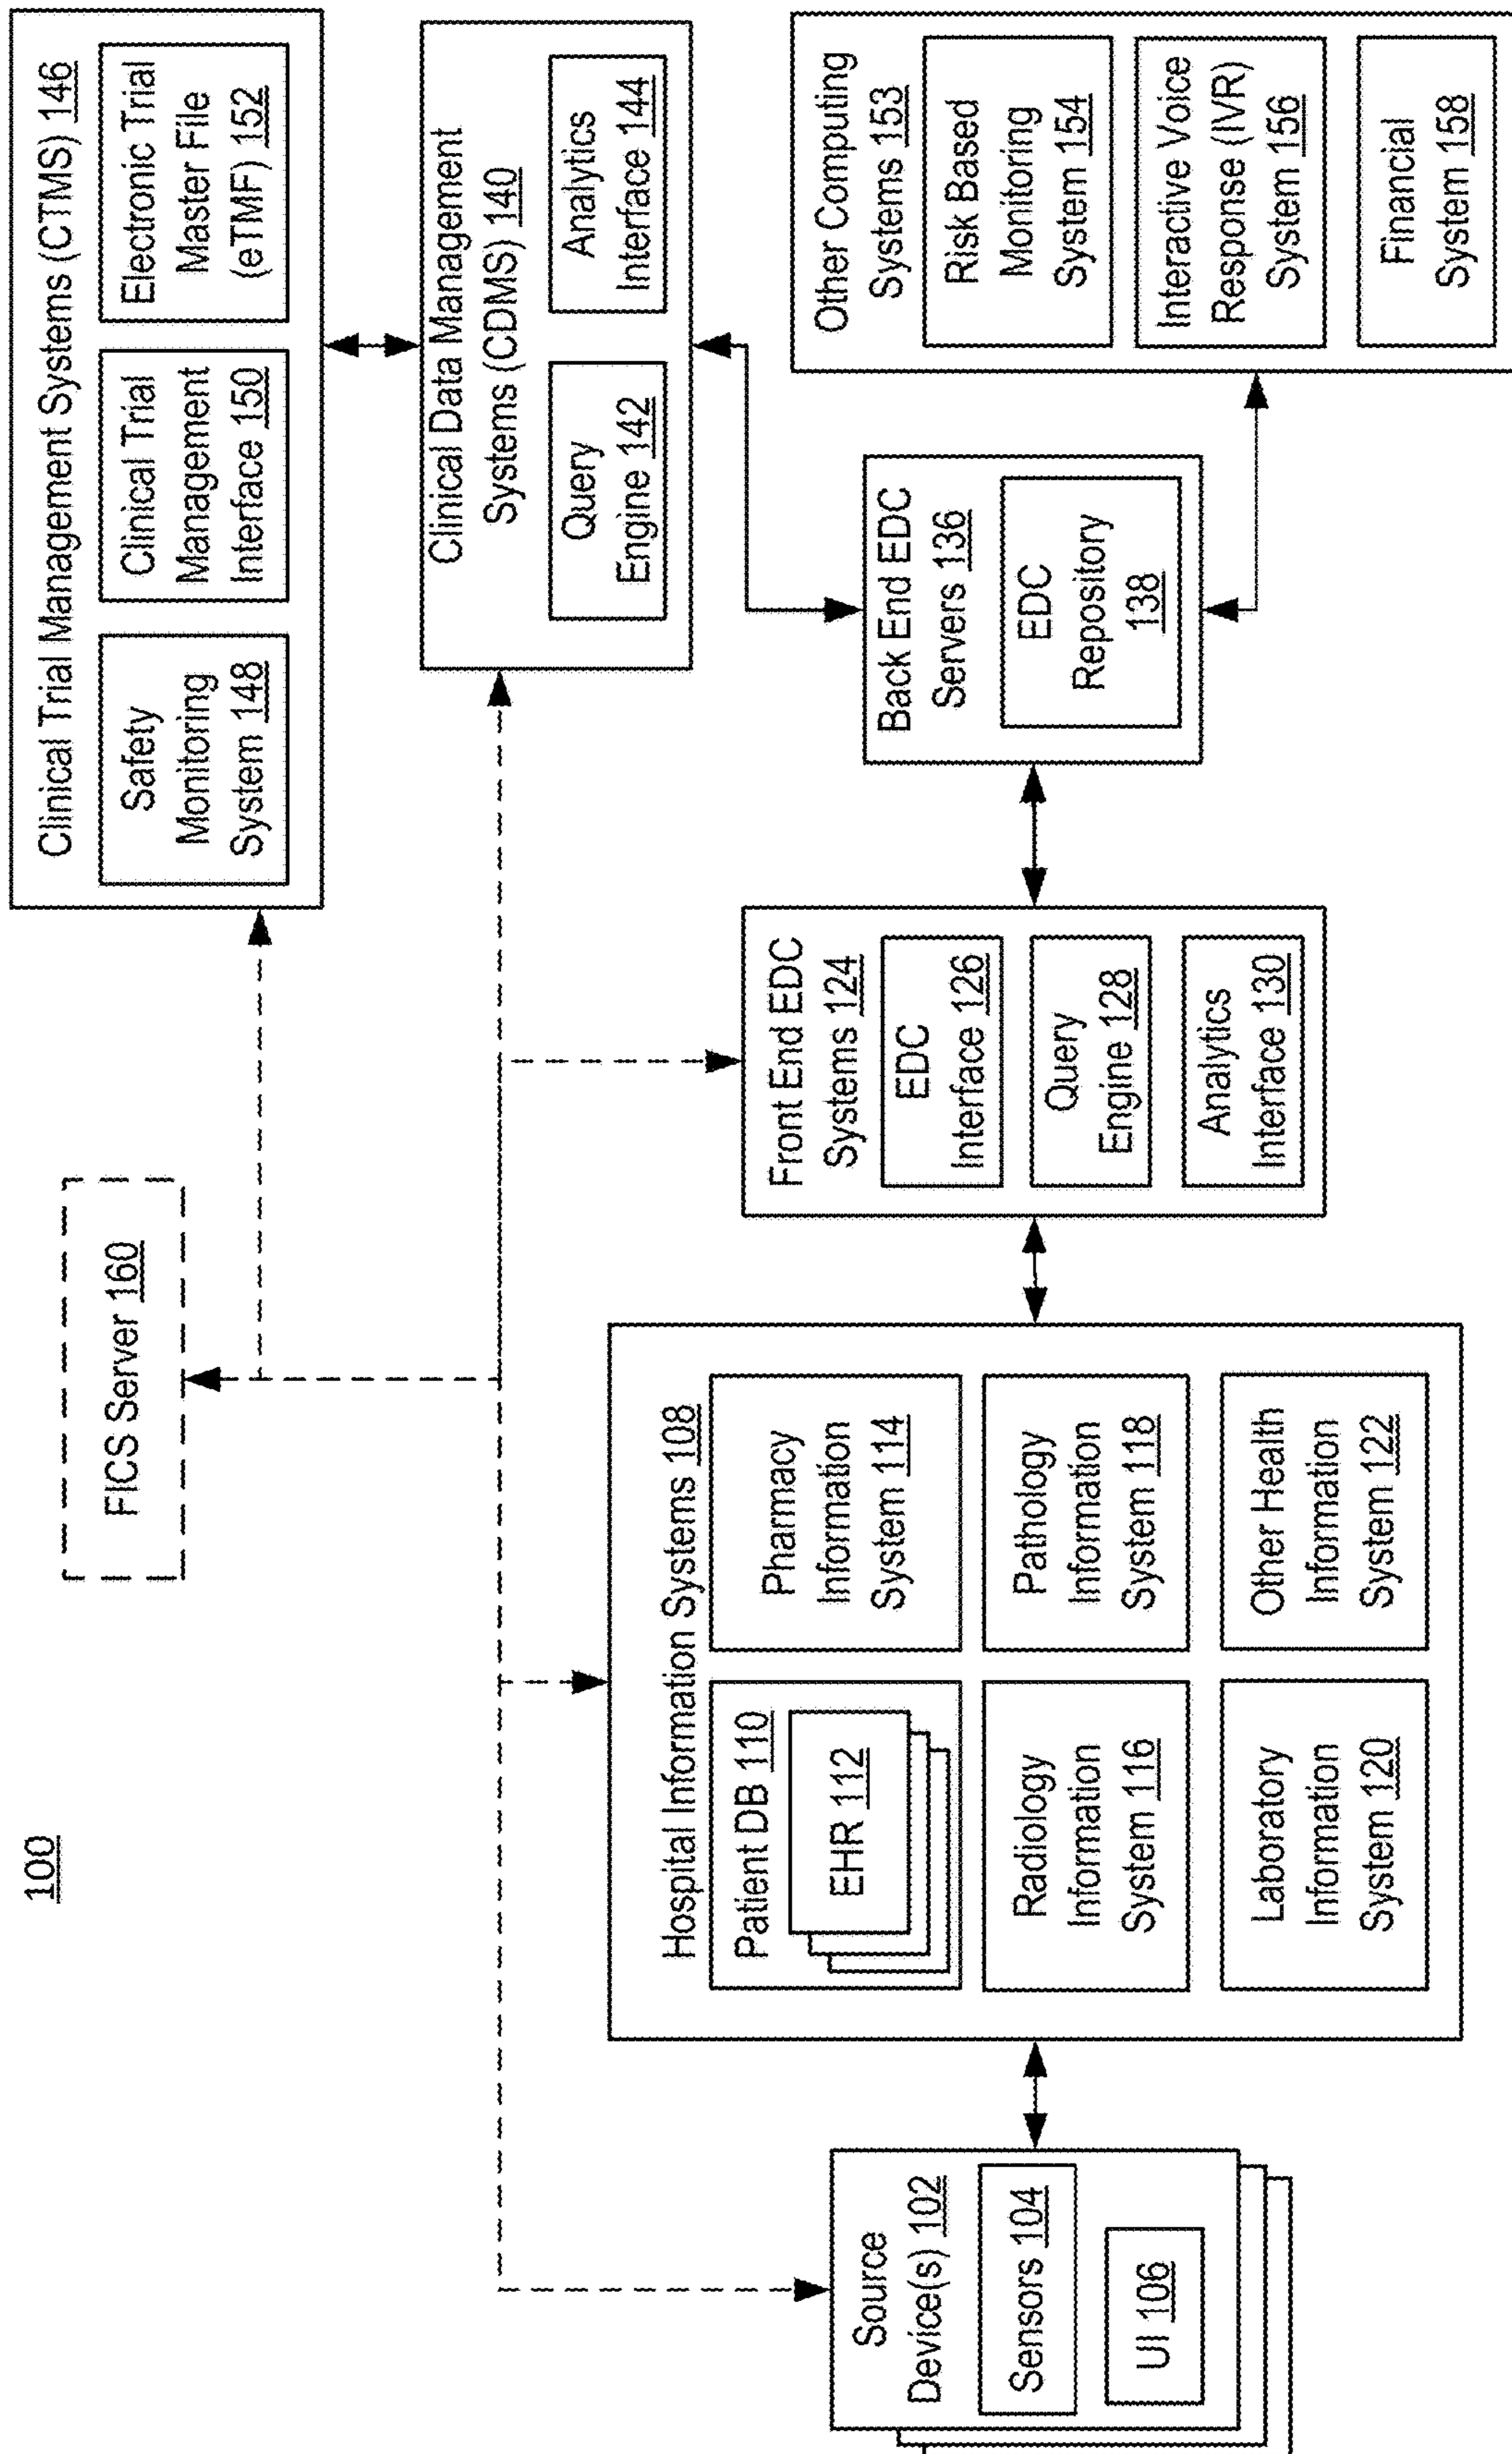 100
FICS Server 160
Clinical Trial Management Systems (CTMS) 146
Safety
Monitoring
System 148
Clinical Trial
Management
Interface 150
Electronic Trial
Master File
(eTMF) 152
Clinical Data Management
Systems (CDMS) 140
Query
Engine 142
Analytics
Interface 144
Source
Device(s) 102
Sensors 104
UI 106
Hospital Information Systems 108
Patient DB 110
EHR 112
Pharmacy
Information
System 114
Radiology
Information
System 116
Pathology
Information
System 118
Laboratory
Information
System 120
Other Health
Information
System 122
Front End EDC
Systems 124
EDC
Interface 126
Query
Engine 128
Analytics
Interface 130
Back End EDC
Servers 136
EDC
Repository
138
Other Computing
Systems 153
Risk Based
Monitoring
System 154
Interactive Voice
Response (IVR)
System 156
Financial
System 158